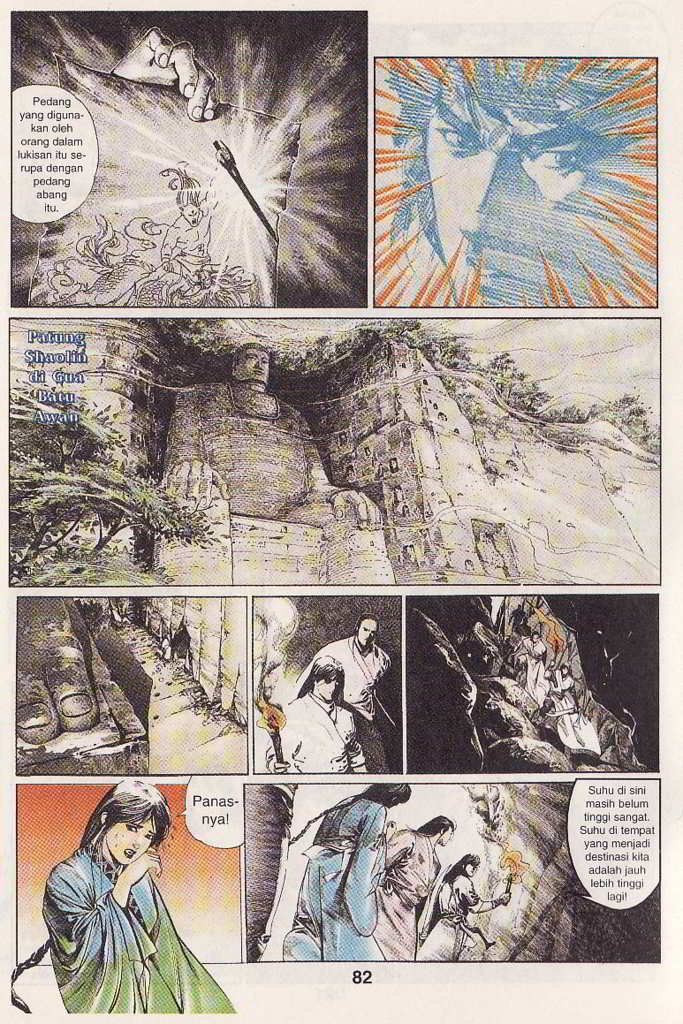 Pedang
yang diguna-
kan oleh
orang dalam
lukisan itu se-
rupa dengan
pedang
abang
itu.
Patung
Shaolin
di Gua
Batu
Awan
Panas-
nya!
Suhu di sini
masih belum
tinggi sangat.
Suhu di tempat
yang menjadi
destinasi kita
adalah jauh
lebih tinggi
lagi!
82